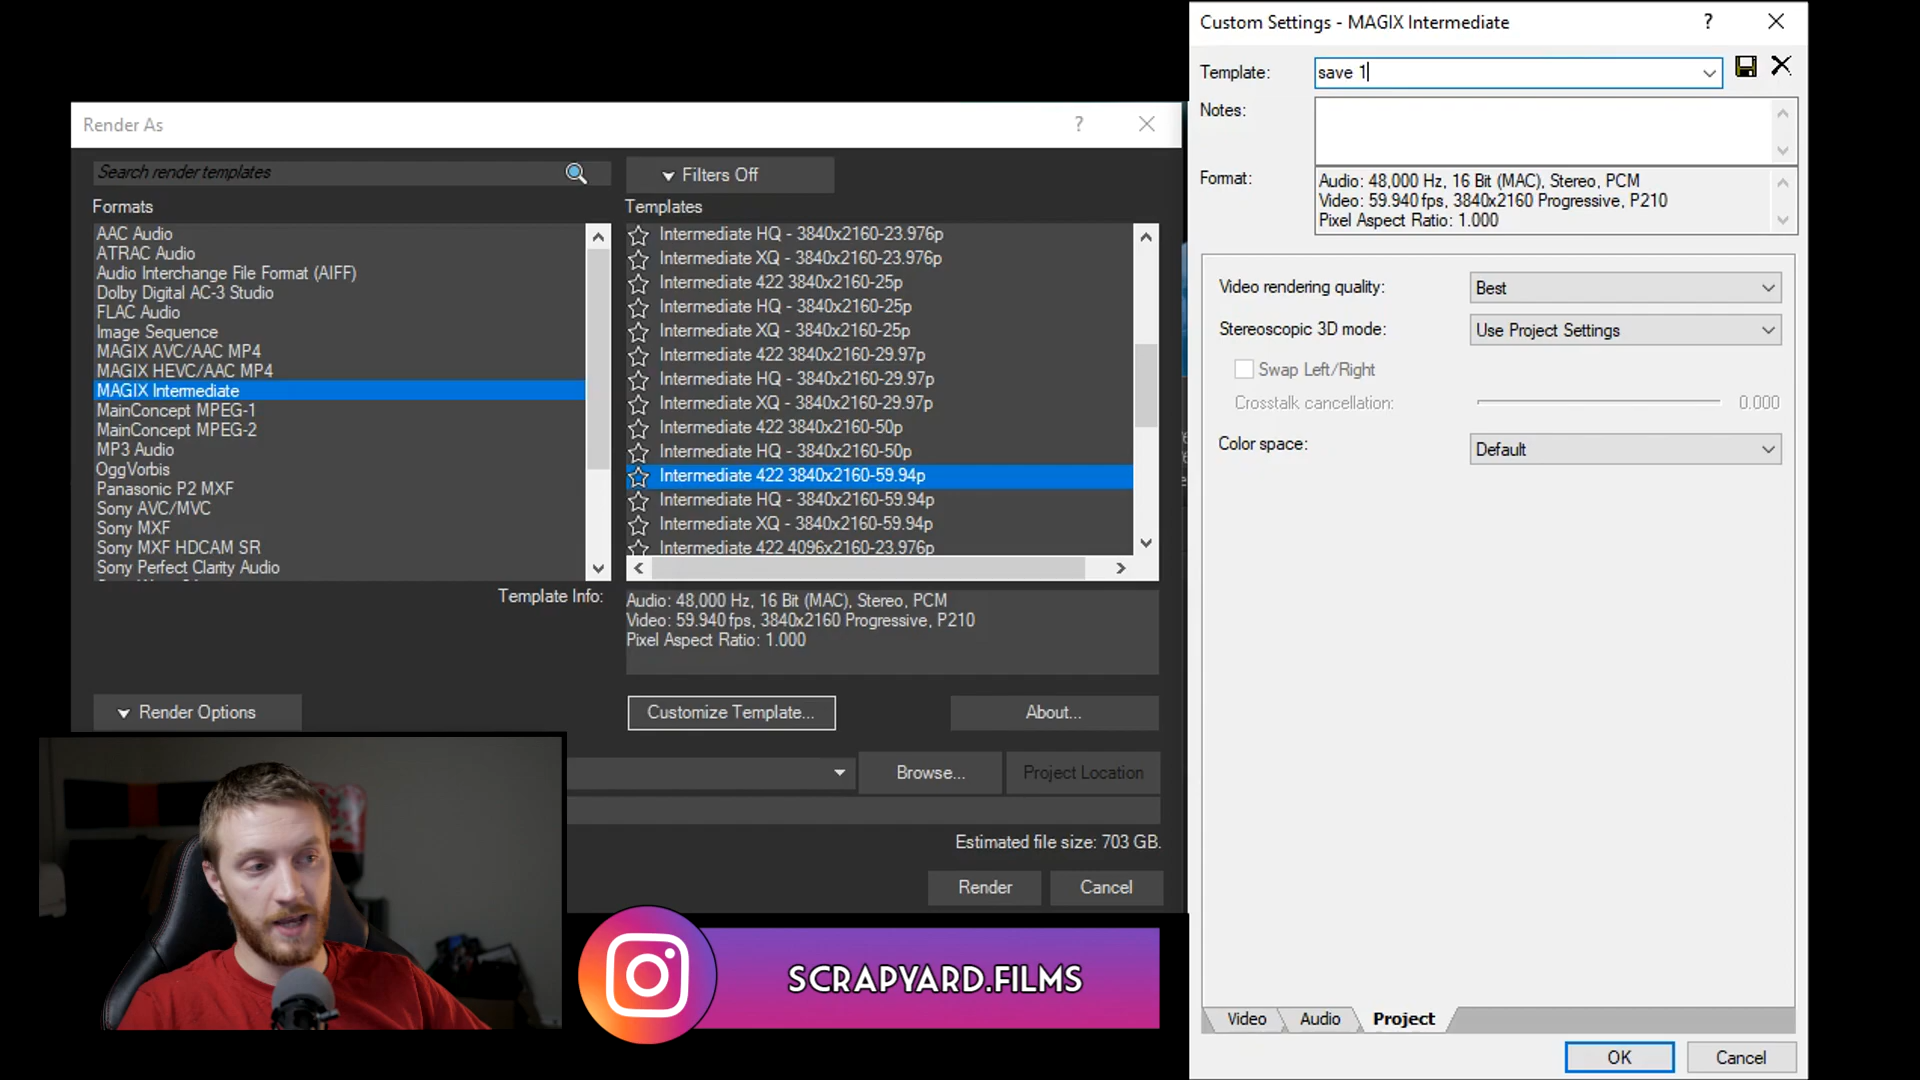 Render As
Search render templates
Filters Off
Formats
Templates
AAC Audio
ATRAC Audio
Audio Interchange File Format (AIFF)
Dolby Digital AC-3 Studio
FLAC Audio
Image Sequence
MAGIX AVC/AAC MP4
MAGIX HEVC/AAC MP4
MAGIX Intermediate
MainConcept MPEG-1
MainConcept MPEG-2
MP3 Audio
OggVorbis
Panasonic P2 MXF
Sony AVC/MVC
Sony MXF
Sony MXF HDCAM SR
Sony Perfect Clarity Audio
Intermediate HQ - 3840x2160-23.976p
Intermediate XQ - 3840x2160-23.976p
Intermediate 422 3840x2160-25p
Intermediate HQ - 3840x2160-25p
Intermediate XQ - 3840x2160-25p
Intermediate 422 3840x2160-29.97p
Intermediate HQ - 3840x2160-29.97p
Intermediate XQ - 3840x2160-29.97p
Intermediate 422 3840x2160-50p
Intermediate HQ - 3840x2160-50p
Intermediate 422 3840x2160-59.94p
Intermediate HQ - 3840x2160-59.94p
Intermediate XQ - 3840x2160-59.94p
Intermediate 422 4096x2160-23.976p
Template Info:
Audio: 48,000 Hz, 16 Bit (MAC), Stereo, PCM
Video: 59.940 fps, 3840x2160 Progressive, P210
Pixel Aspect Ratio: 1.000
Render Options
Customize Template...
About...
Browse...
Project Location
Estimated file size: 703 GB.
Render
Cancel
SCRAPYARD.FILMS
Custom Settings - MAGIX Intermediate
?
Template:
save 1
Notes:
Format:
Audio: 48,000 Hz, 16 Bit (MAC), Stereo, PCM
Video: 59.940 fps, 3840x2160 Progressive, P210
Pixel Aspect Ratio: 1.000
Video rendering quality:
Best
Stereoscopic 3D mode:
Use Project Settings
Swap Left/Right
Crosstalk cancellation:
0.000
Color space:
Default
Video
Audio
Project
OK
Cancel